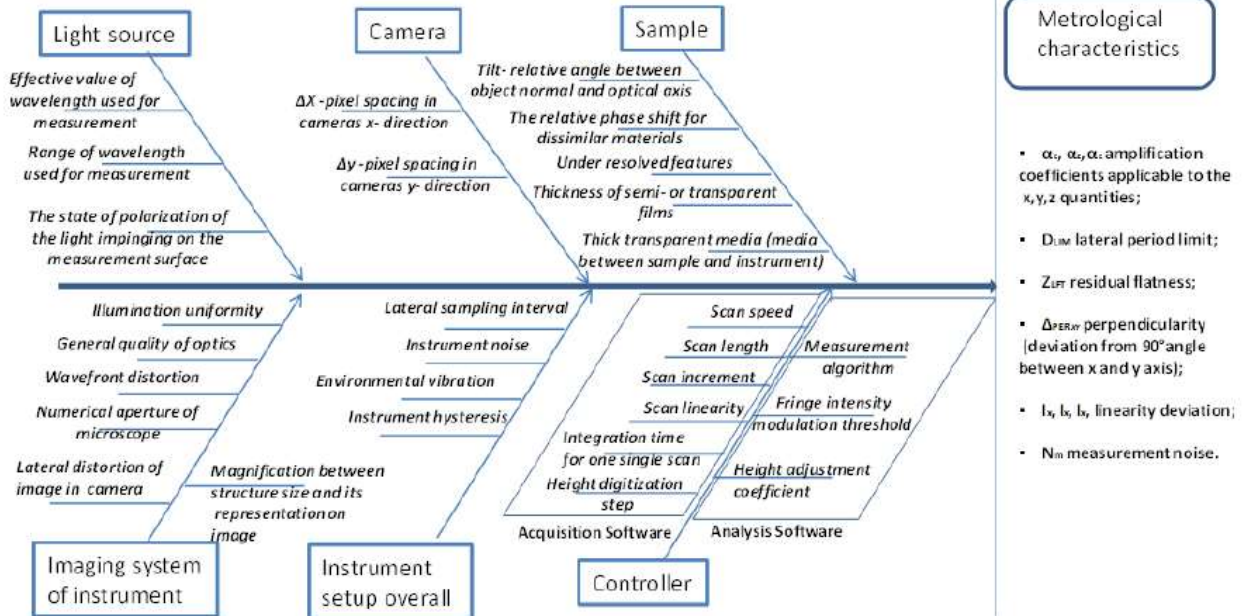 Light source
Effective value of
wavelength used for
measurement
Range of wavelength
used for measurement
The state of polarization of
the light impinging on the
measurement surface
Camera
ΔX -pixel spacing in
cameras x- direction
Δy -pixel spacing in
cameras y- direction
Sample
Tilt- relative angle between
object normal and optical axis
The relative phase shift for
dissimilar materials
Under resolved features
Thickness of semi- or transparent
films
Thick transparent media (media
between sample and instrument)
Illumination uniformity
General quality of optics
Wavefront distortion
Numerical aperture of
microscope
Lateral distortion of
image in camera
Magnification between
structure size and its
representation on
image
Imaging system
of instrument
Lateral sampling interval
Instrument noise
Environmental vibration
Instrument hysteresis
Instrument
setup overall
Scan speed
Scan length
Scan increment
Scan linearity
Integration time
for one single scan
Height digitization
step
Acquisition Software
Measurement
algorithm
Fringe intensity
modulation threshold
Height adjustment
coefficient
Analysis Software
Controller
Metrological
characteristics
▪ amplification
coefficients applicable to the
x,y,z quantities;
▪ DLIM lateral period limit;
▪ ZLFT residual flatness;
▪ ΔPERxy perpendicularity
(deviation from 90°angle
between x and y axis);
▪ lx, lx, lx, linearity deviation;
▪ Nm measurement noise.